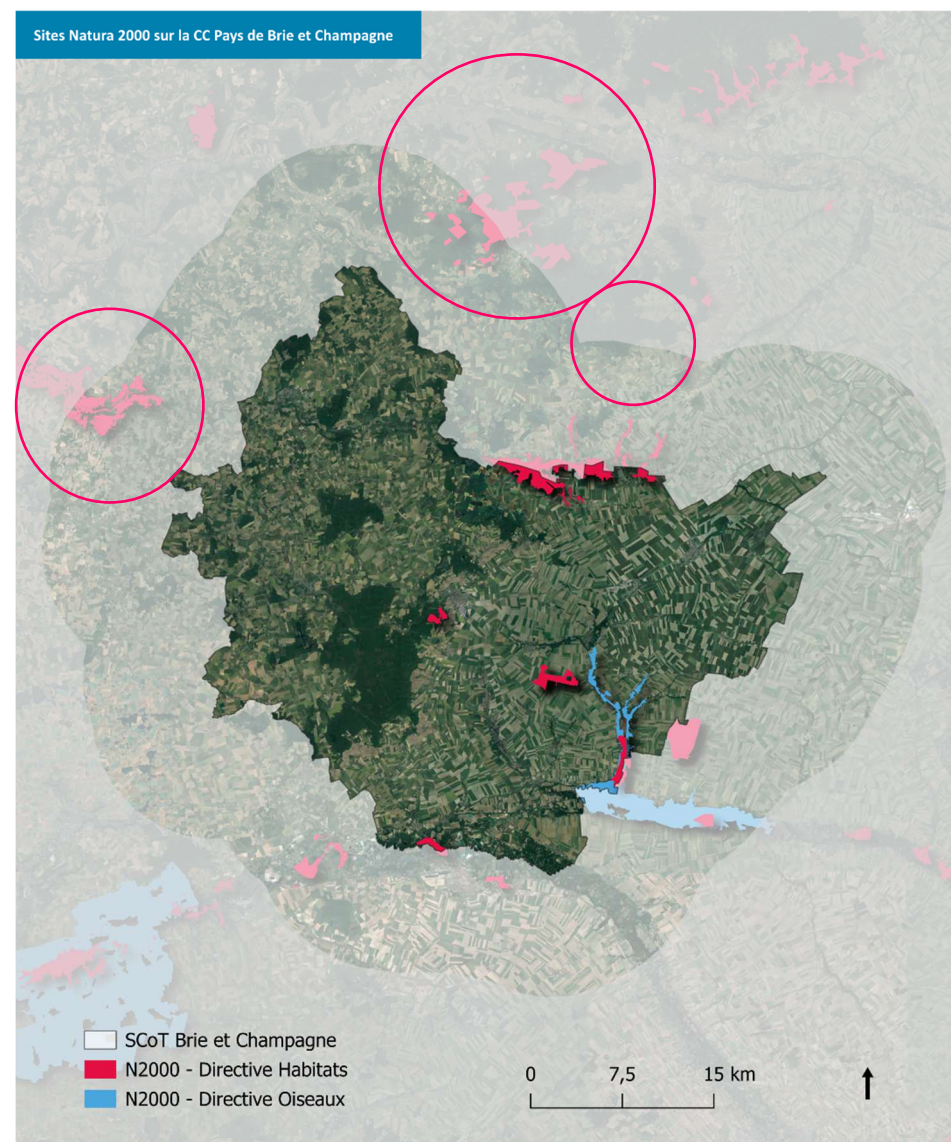 Sites Natura 2000 sur la CC Pays de Brie et Champagne
SCoT Brie et Champagne
N2000 - Directive Habitats
N2000 - Directive Oiseaux
0 7,5 15 km